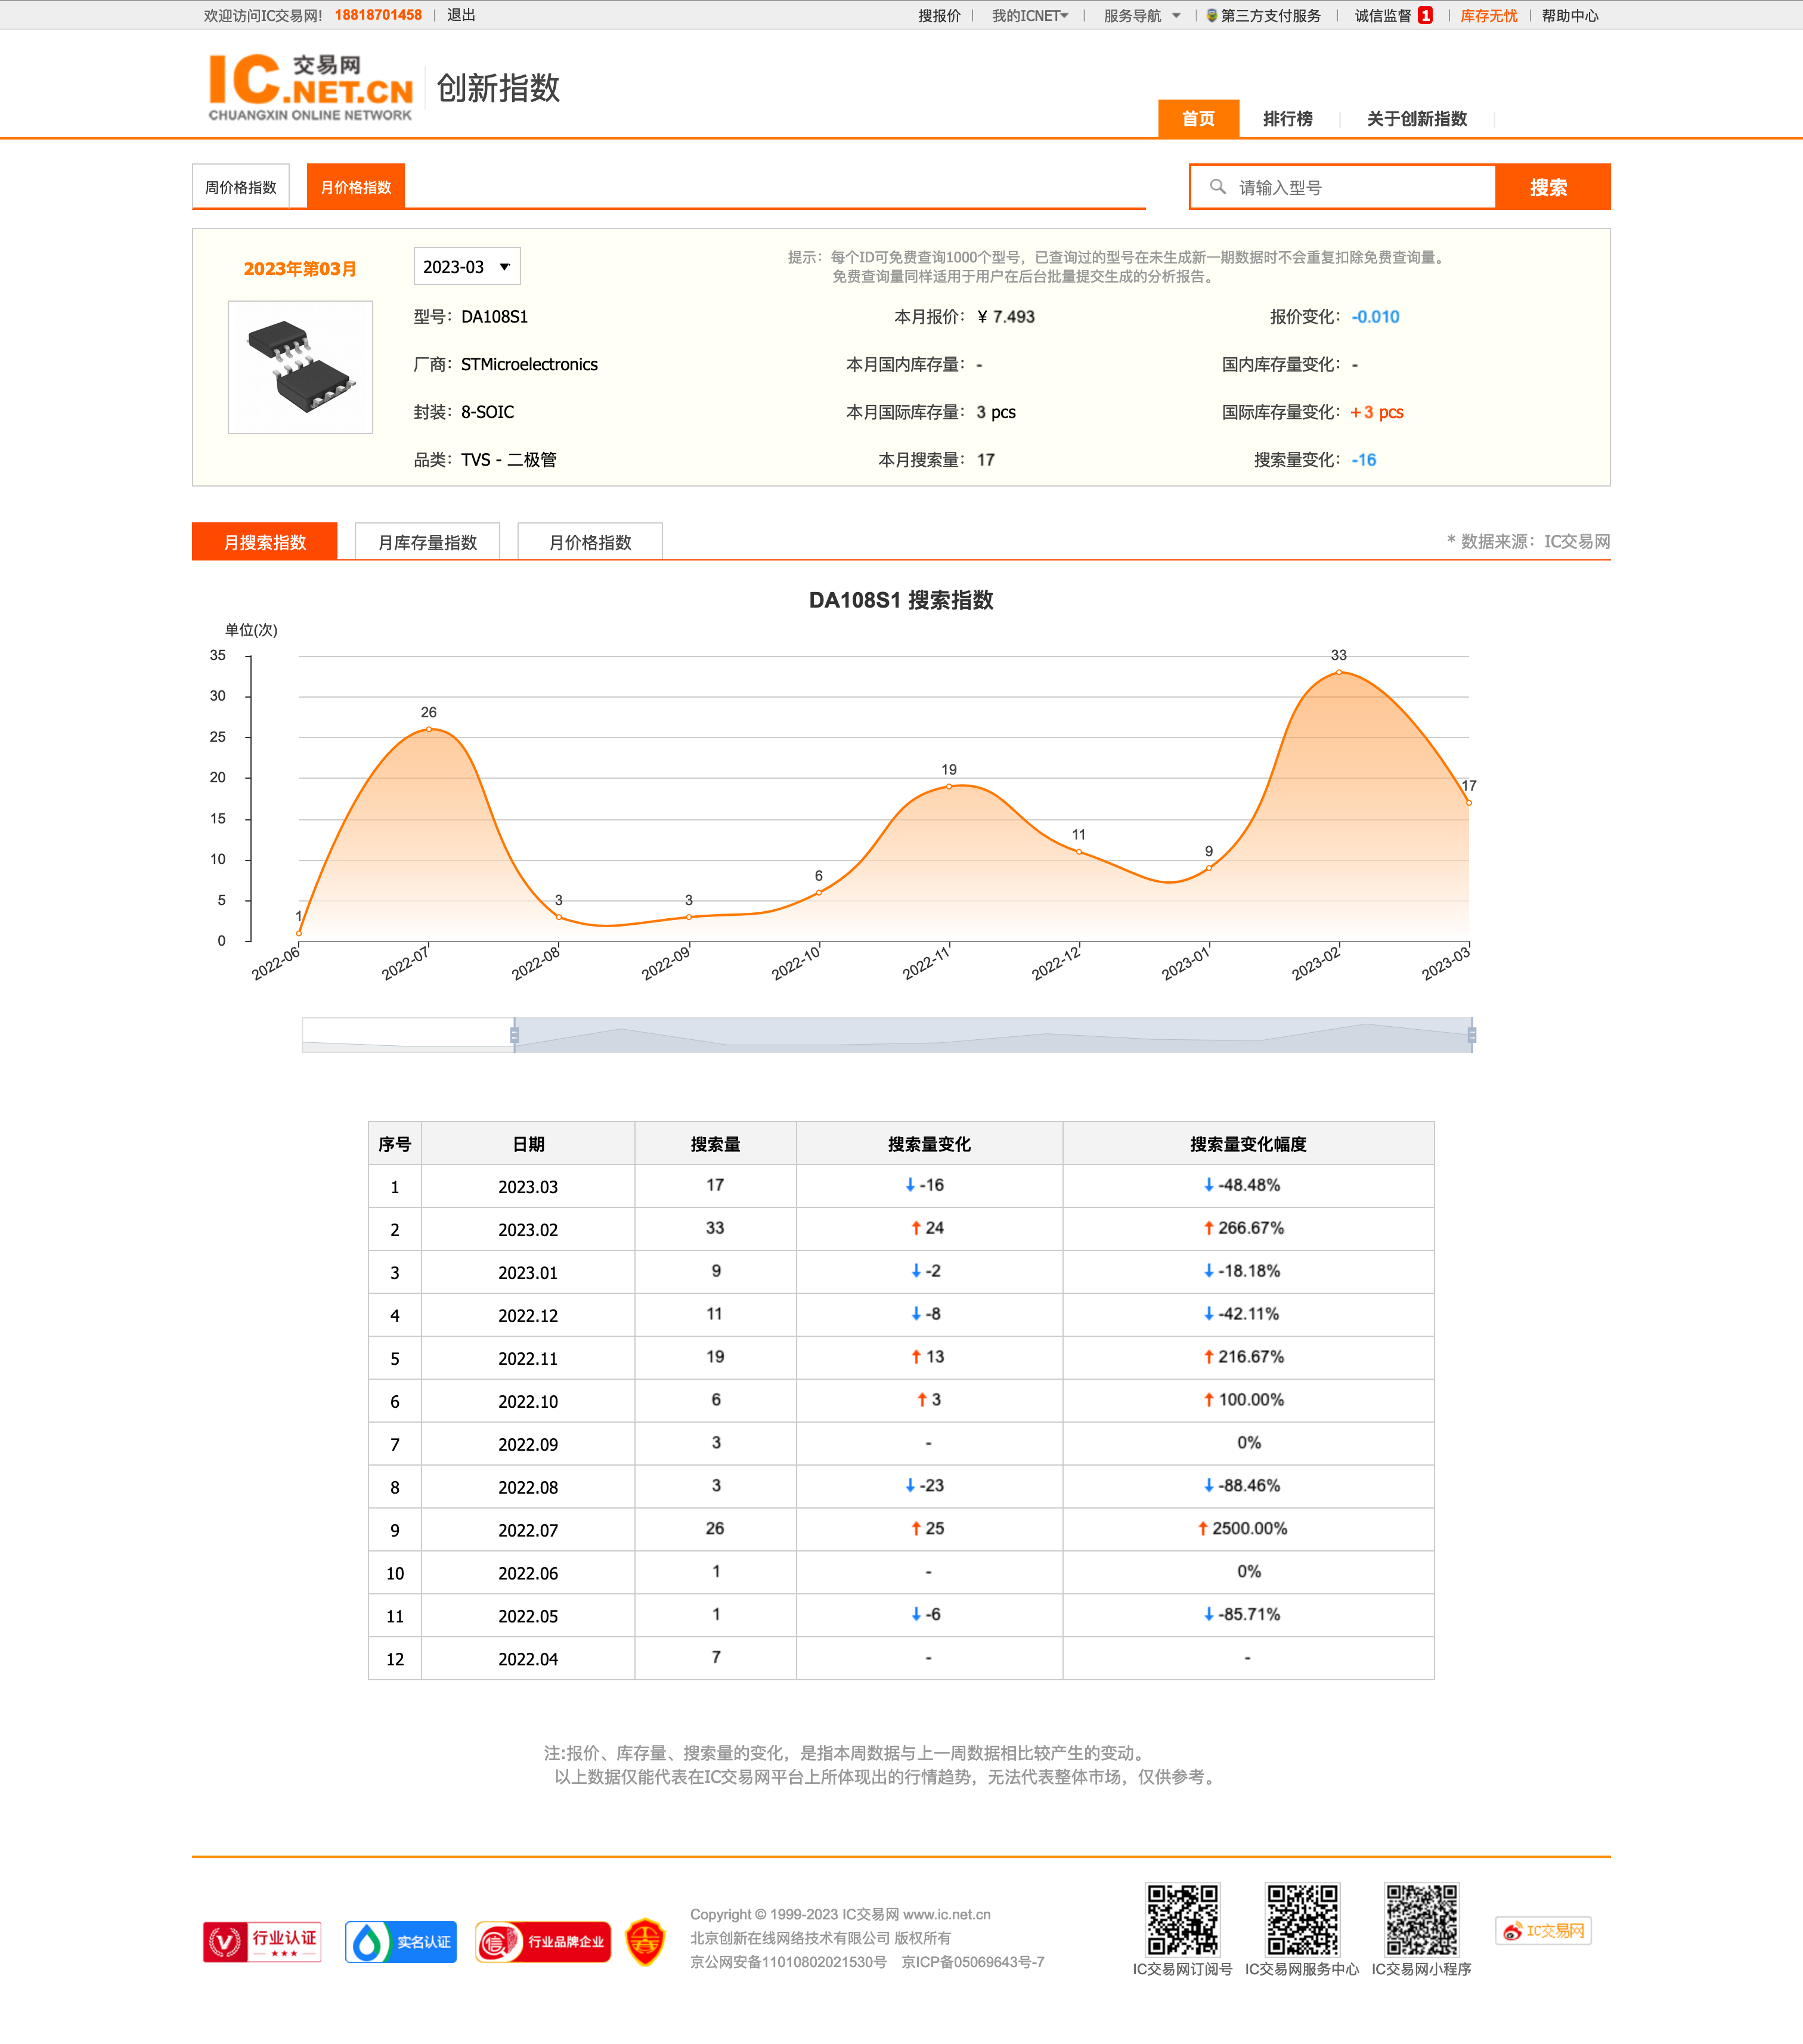 欢迎访问IC交易网! 18818701458 | 退出
搜报价 | 我的ICNET | 服务导航 | 第三方支付服务 | 诚信监督 1 | 库存无忧 | 帮助中心
IC交易网
.NET.CN
CHUANGXIN ONLINE NETWORK
创新指数
首页 排行榜 关于创新指数
周价格指数 月价格指数 请输入型号 搜索
2023年第03月 2023-03
提示：每个ID可免费查询1000个型号，已查询过的型号在未生成新一期数据时不会重复扣除免费查询量。
免费查询量同样适用于用户在后台批量提交生成的分析报告。
型号：DA108S1 本月报价：¥ 7.493 报价变化：-0.010
厂商：STMicroelectronics 本月国内库存量：- 国内库存量变化：-
封装：8-SOIC 本月国际库存量：3 pcs 国际库存量变化：+3 pcs
品类：TVS - 二极管 本月搜索量：17 搜索量变化：-16
月搜索指数 月库存量指数 月价格指数 * 数据来源：IC交易网
DA108S1 搜索指数
单位(次)
35
30
25
20
15
10
5
0
1 26 3 3 6 19 11 9 33 17
2022-06 2022-07 2022-08 2022-09 2022-10 2022-11 2022-12 2023-01 2023-02 2023-03
序号 日期 搜索量 搜索量变化 搜索量变化幅度
1 2023.03 17 ↓ -16 ↓ -48.48%
2 2023.02 33 ↑ 24 ↑ 266.67%
3 2023.01 9 ↓ -2 ↓ -18.18%
4 2022.12 11 ↓ -8 ↓ -42.11%
5 2022.11 19 ↑ 13 ↑ 216.67%
6 2022.10 6 ↑ 3 ↑ 100.00%
7 2022.09 3 - 0%
8 2022.08 3 ↓ -23 ↓ -88.46%
9 2022.07 26 ↑ 25 ↑ 2500.00%
10 2022.06 1 - 0%
11 2022.05 1 ↓ -6 ↓ -85.71%
12 2022.04 7 - -
注:报价、库存量、搜索量的变化，是指本周数据与上一周数据相比较产生的变动。
以上数据仅能代表在IC交易网平台上所体现出的行情趋势，无法代表整体市场，仅供参考。
V 行业认证
实名认证
信 行业品牌企业
Copyright © 1999-2023 IC交易网 www.ic.net.cn
北京创新在线网络技术有限公司 版权所有
京公网安备11010802021530号 京ICP备05069643号-7
IC交易网订阅号 IC交易网服务中心 IC交易网小程序
IC交易网